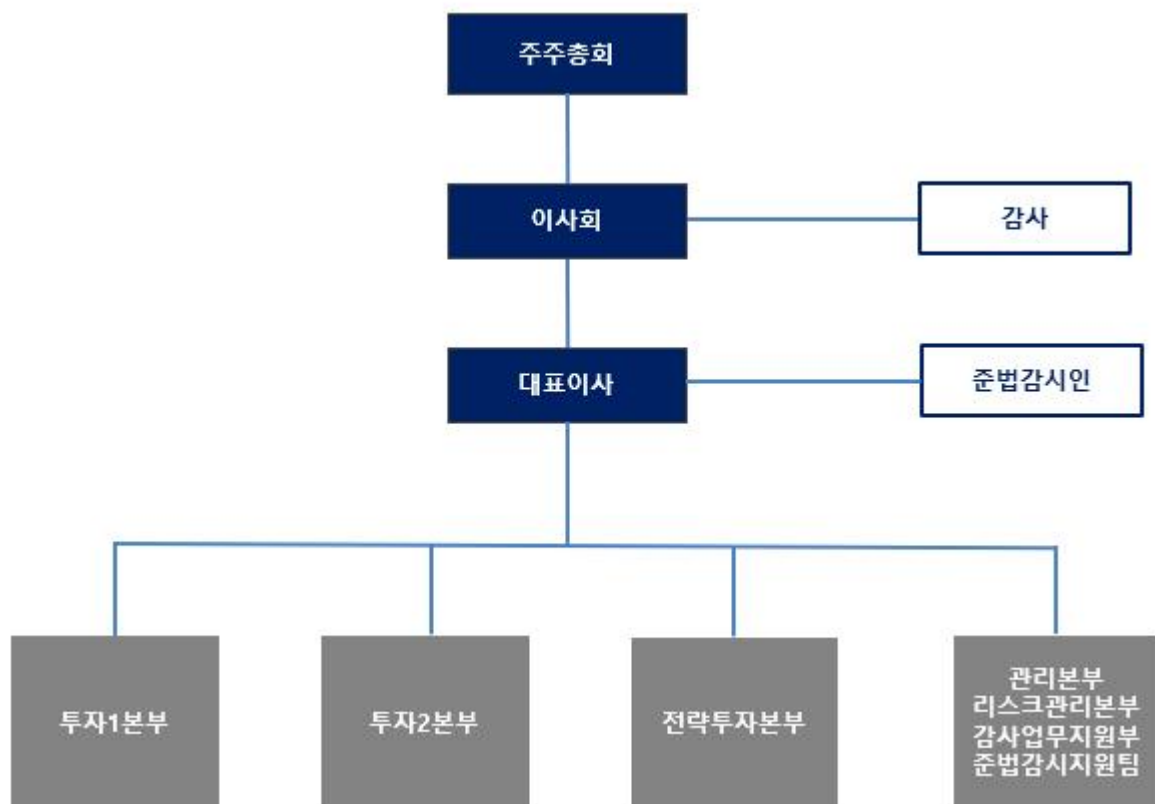 주주총회
이사회
감사
대표이사
준법감시인
투자1본부
투자2본부
전략투자본부
관리본부
리스크관리본부
감사업무지원부
준법감시지원팀